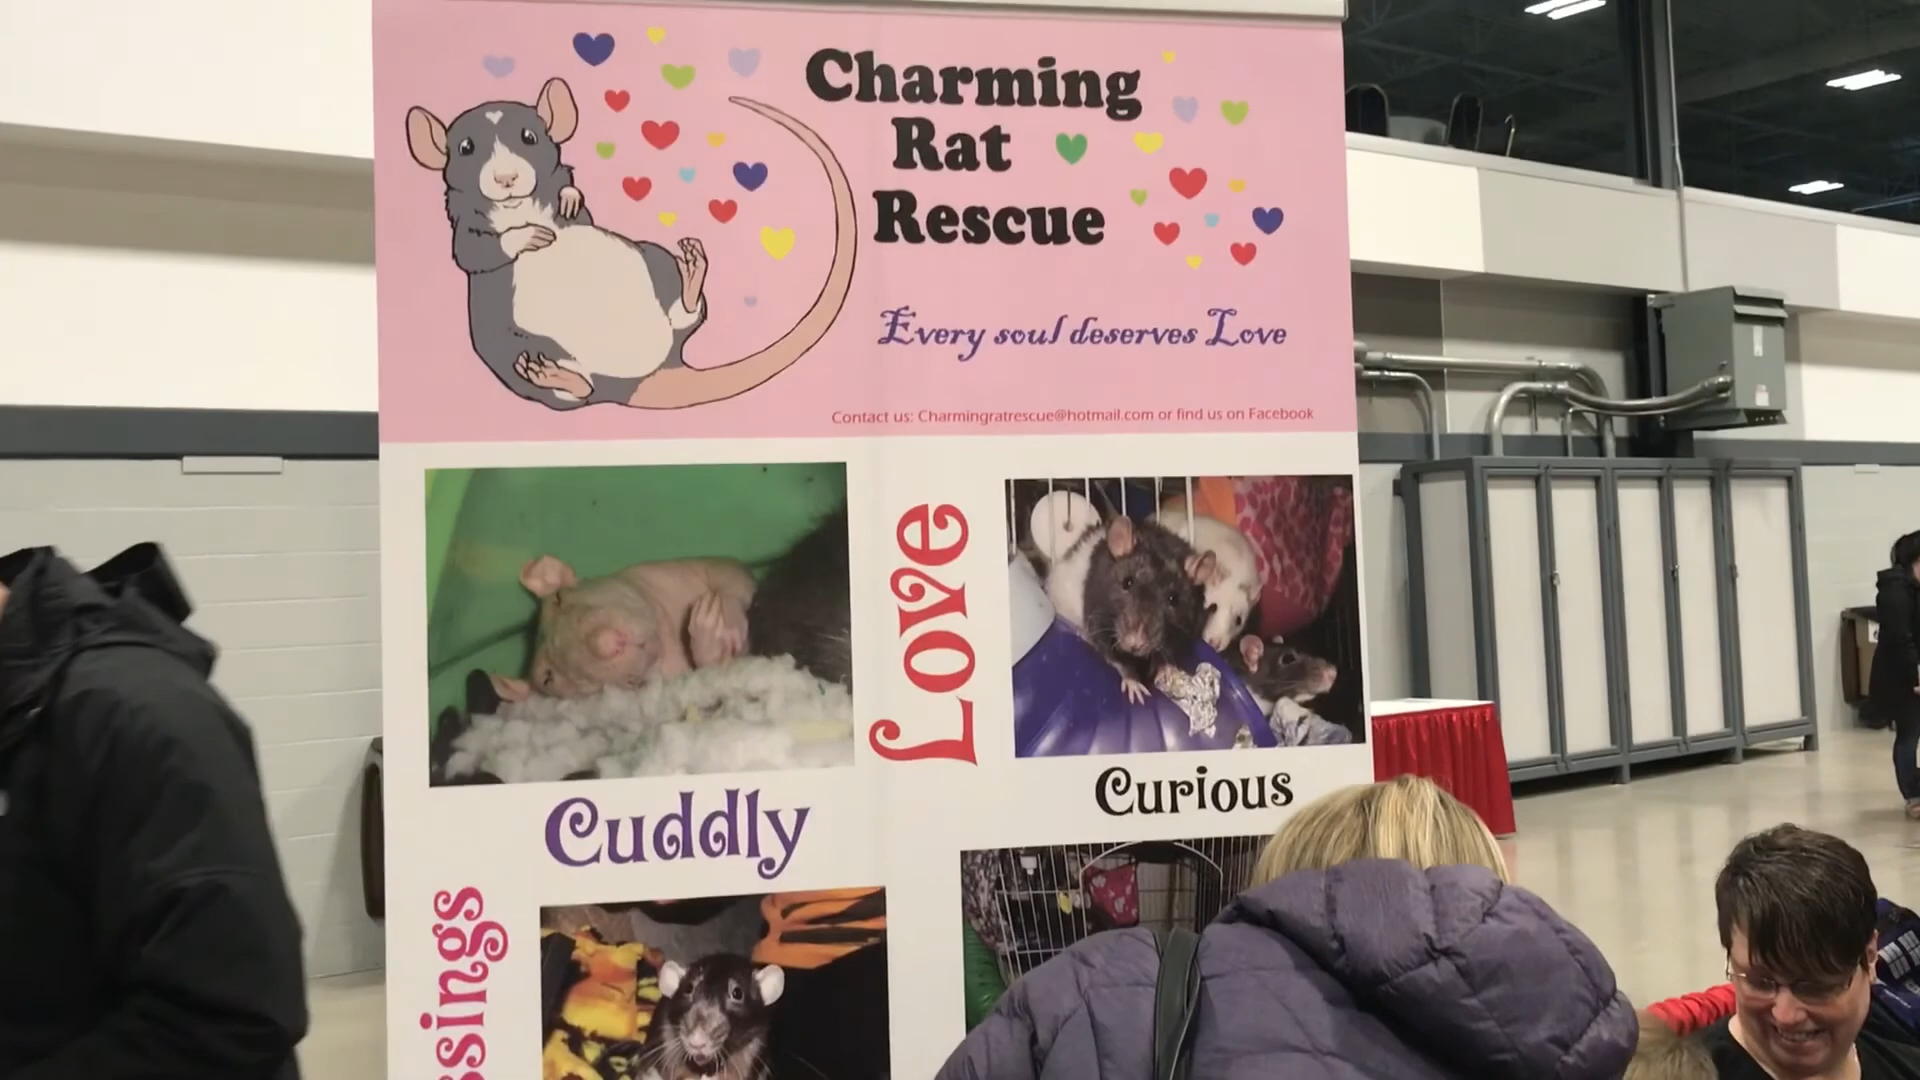 Charming
Rat
Rescue
Every soul deserves Love
Contact us: Charmingratrescue@hotmail.com or find us on Facebook
Love
Cuddly
Curious